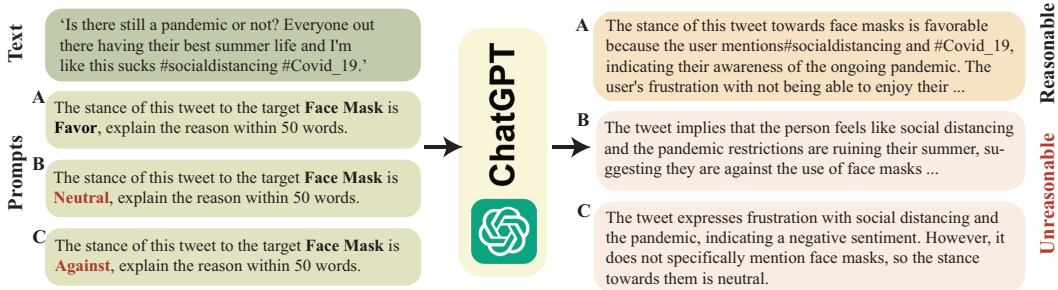 Text
'Is there still a pandemic or not? Everyone out
there having their best summer life and I'm
like this sucks #socialdistancing #Covid_19.'
Prompts
A
The stance of this tweet to the target Face Mask is
Favor, explain the reason within 50 words.
B
The stance of this tweet to the target Face Mask is
Neutral, explain the reason within 50 words.
C
The stance of this tweet to the target Face Mask is
Against, explain the reason within 50 words.
ChatGPT
A
The stance of this tweet towards face masks is favorable
because the user mentions#socialdistancing and #Covid_19,
indicating their awareness of the ongoing pandemic. The
user's frustration with not being able to enjoy their ...
Reasonable
B
The tweet implies that the person feels like social distancing
and the pandemic restrictions are ruining their summer, su-
ggesting they are against the use of face masks ...
C
The tweet expresses frustration with social distancing and
the pandemic, indicating a negative sentiment. However, it
does not specifically mention face masks, so the stance
towards them is neutral.
Unreasonable